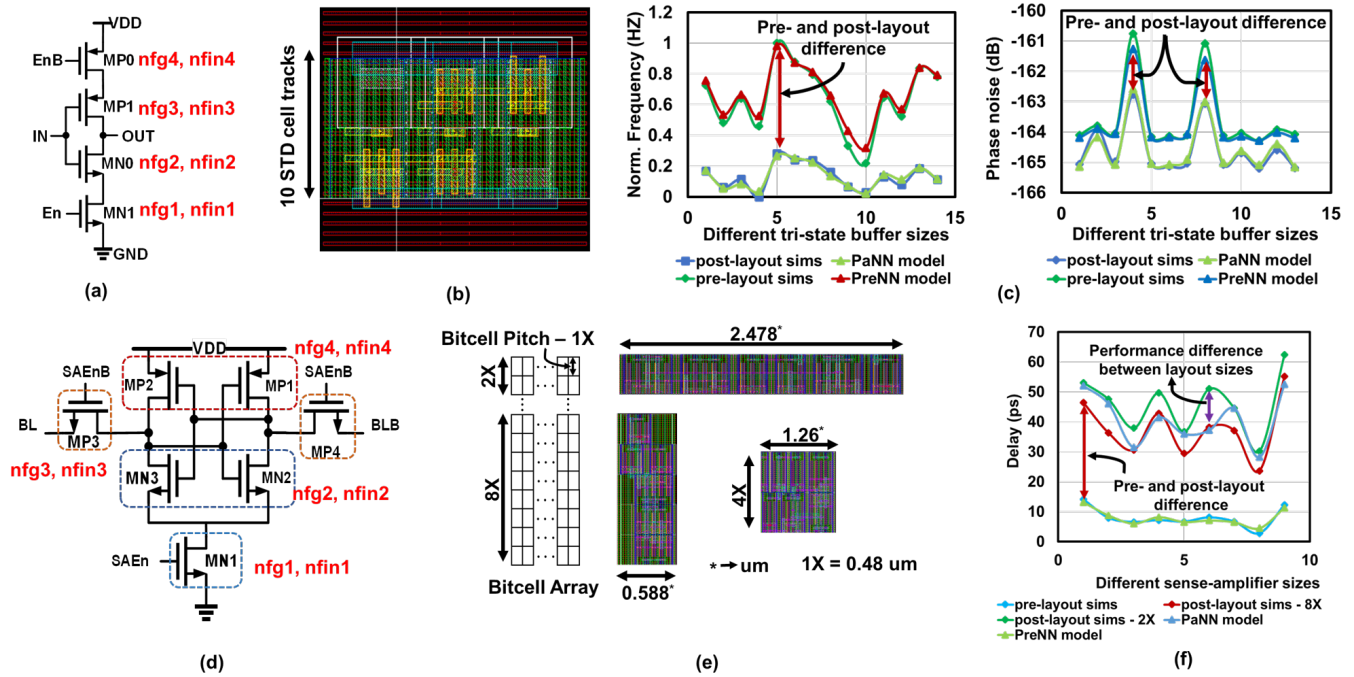 (a)
VDD
EnB
MP0
nfg4, nfin4
MP1
nfg3, nfin3
IN
OUT
MN0
nfg2, nfin2
En
MN1
nfg1, nfin1
GND
10 STD cell tracks
(b)
1.2
1
0.8
0.6
0.4
0.2
0
Norm. Frequency (HZ)
Pre- and post-layout
difference
0 5 10 15
Different tri-state buffer sizes
post-layout sims
PaNN model
pre-layout sims
PreNN model
-160
-161
-162
-163
-164
-165
-166
Phase noise (dB)
Pre- and post-layout difference
0 5 10 15
Different tri-state buffer sizes
post-layout sims
PaNN model
pre-layout sims
PreNN model
(c)
VDD
nfg4, nfin4
SAEnB
MP2
MP1
SAEnB
BL
MP3
MP4
BLB
nfg3, nfin3
MN3
MN2
nfg2, nfin2
SAEn
MN1
nfg1, nfin1
(d)
Bitcell Pitch – 1X
2X
8X
Bitcell Array
2.478*
0.588*
1.26*
4X
* → um
1X = 0.48 um
(e)
70
60
50
40
30
20
10
0
Delay (ps)
Performance difference
between layout sizes
Pre- and post-layout
difference
0 5 10
Different sense-amplifier sizes
pre-layout sims
post-layout sims - 8X
post-layout sims - 2X
PaNN model
PreNN model
(f)